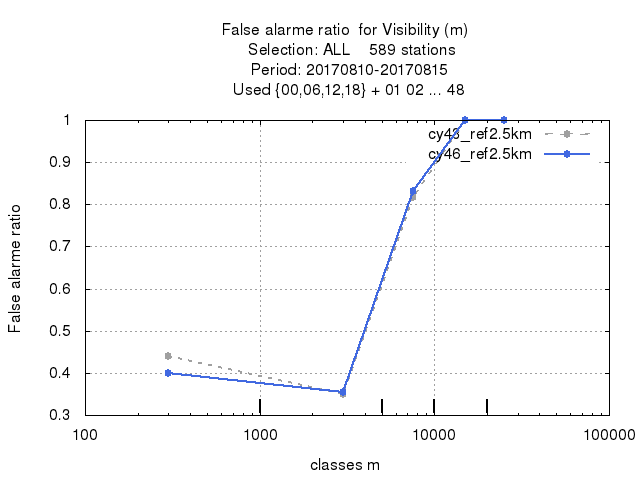 False alarme ratio  for Visibility (m)
Selection: ALL    589 stations
Period: 20170810-20170815
Used {00,06,12,18} + 01 02 ... 48
1
0.9
0.8
0.7
0.6
0.5
0.4
0.3
False alarme ratio
cy43_ref2.5km
cy46_ref2.5km
100
1000
10000
100000
classes m